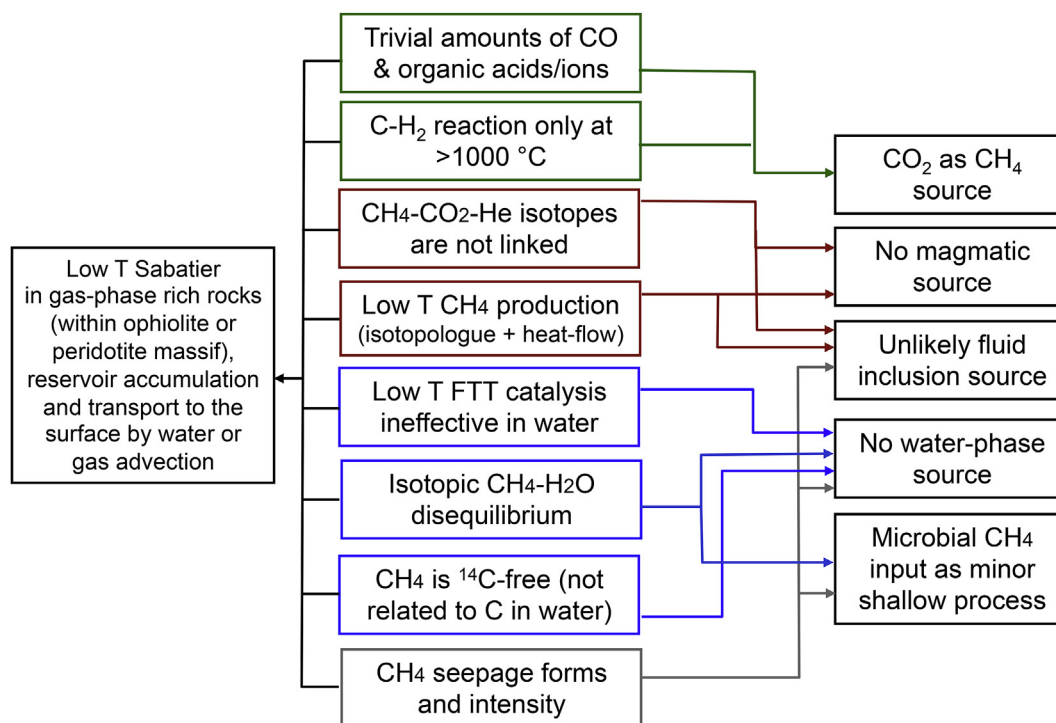 Trivial amounts of CO
& organic acids/ions
C-H₂ reaction only at
>1000 °C
CH₄-CO₂-He isotopes
are not linked
Low T CH₄ production
(isotopologue + heat-flow)
Low T FTT catalysis
ineffective in water
Isotopic CH₄-H₂O
disequilibrium
CH₄ is ¹⁴C-free (not
related to C in water)
CH₄ seepage forms
and intensity
Low T Sabatier
in gas-phase rich rocks
(within ophiolite or
peridotite massif),
reservoir accumulation
and transport to the
surface by water or
gas advection
CO₂ as CH₄
source
No magmatic
source
Unlikely fluid
inclusion source
No water-phase
source
Microbial CH₄
input as minor
shallow process